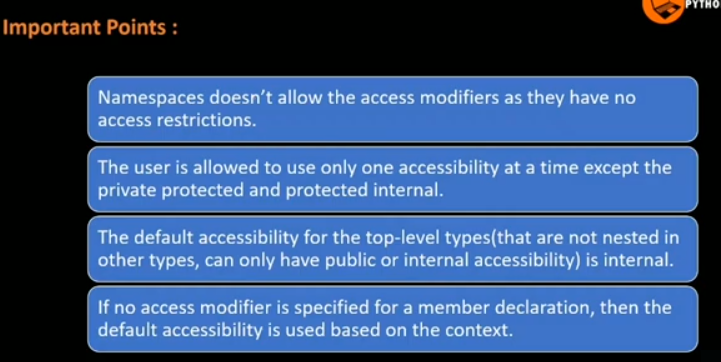 PYTHO
Important Points :
Namespaces doesn't allow the access modifiers as they have no
access restrictions.
The user is allowed to use only one accessibility at a time except the
private protected and protected internal.
The default accessibility for the top-level types(that are not nested in
other types, can only have public or internal accessibility) is internal.
If no access modifier is specified for a member declaration, then the
default accessibility is used based on the context.